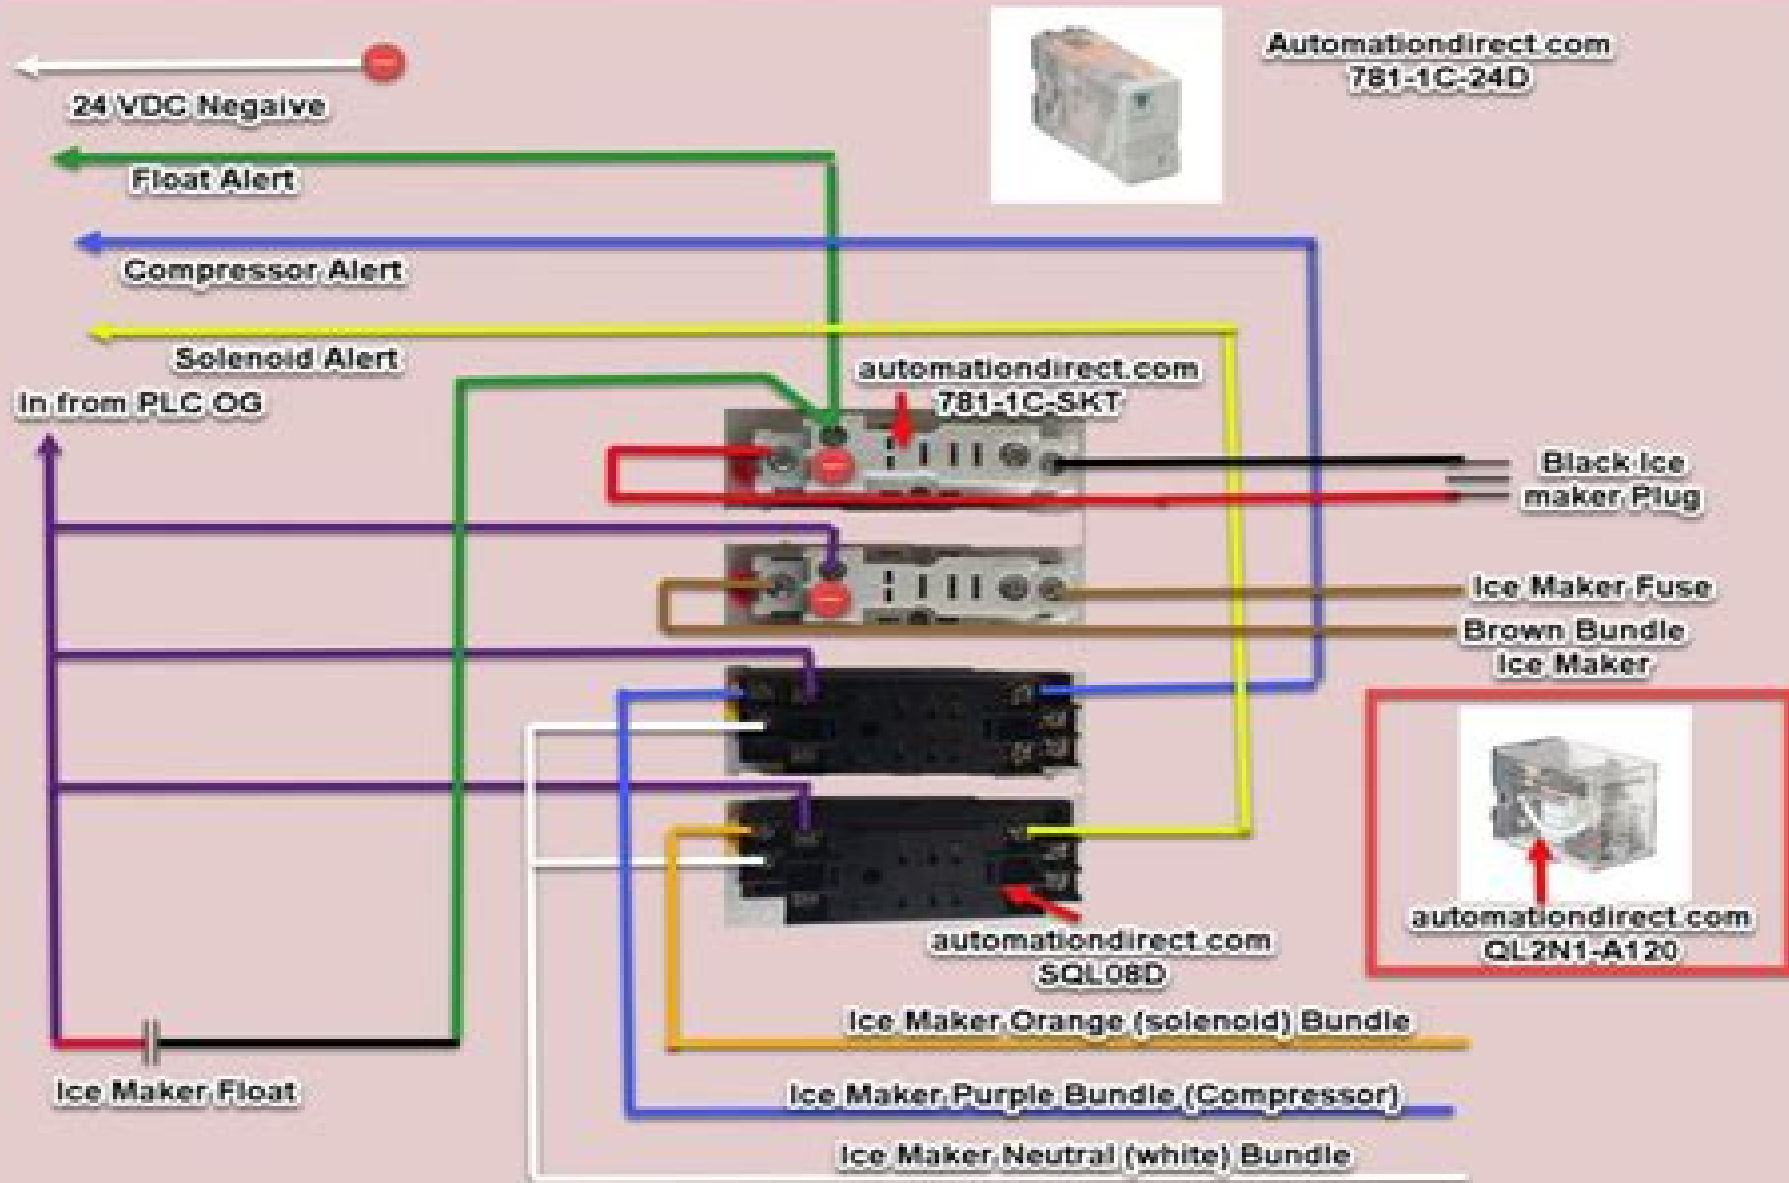 Automationdirect.com
781-1C-24D
24 VDC Negaive
Float Alert
Compressor Alert
Solenoid Alert
In from PLC OG
automationdirect.com
781-1C-SKT
Black Ice
maker Plug
Ice Maker Fuse
Brown Bundle
Ice Maker
automationdirect.com
QL2N1-A120
automationdirect.com
SQL08D
Ice Maker Orange (solenoid) Bundle
Ice Maker Float
Ice Maker Purple Bundle (Compressor)
Ice Maker Neutral (white) Bundle